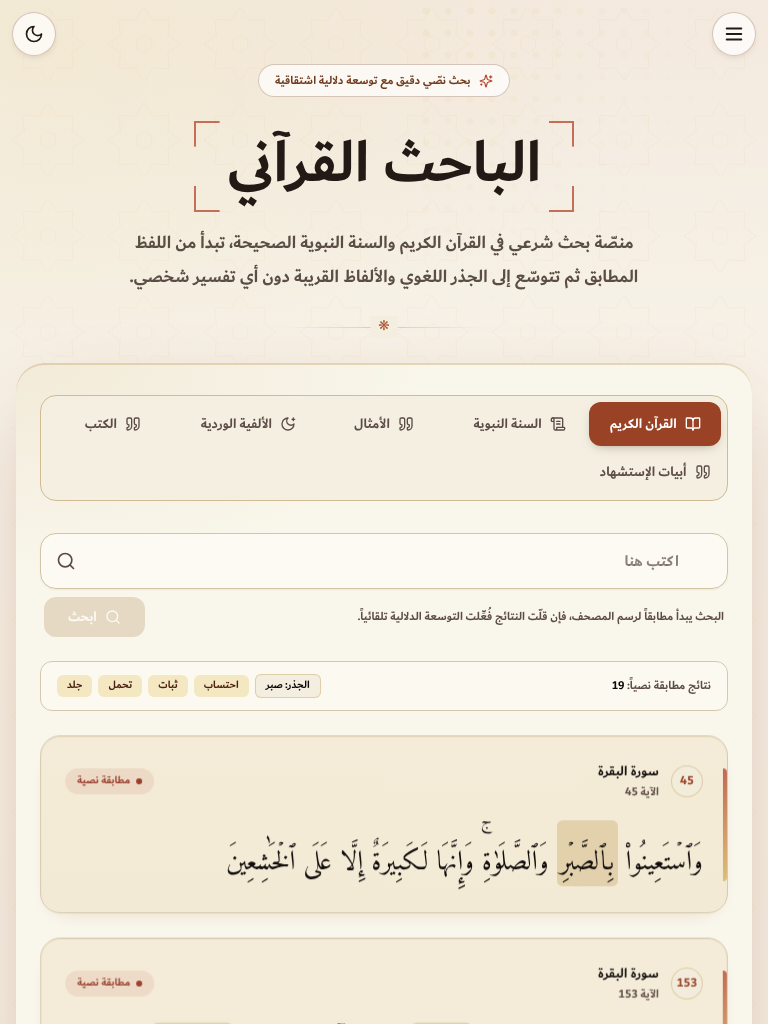 بحث نصّي دقيق مع توسعة دلالية اشتقاقية
الباحث القرآني
منصّة بحث شرعي في القرآن الكريم والسنة النبوية الصحيحة، تبدأ من اللفظ
المطابق ثم تتوسّع إلى الجذر اللغوي والألفاظ القريبة دون أي تفسير شخصي.
القرآن الكريم
السنة النبوية
الأمثال
الألفية الوردية
الكتب
أبيات الإستشهاد
اكتب هنا
البحث يبدأ مطابقاً لرسم المصحف، فإن قلّت النتائج فُعِّلت التوسعة الدلالية تلقائياً.
ابحث
نتائج مطابقة نصياً: 19
الجذر: صبر
احتساب
ثبات
تحمل
جلد
45
سورة البقرة
الآية 45
مطابقة نصية
وَٱسۡتَعِينُواْ بِٱلصَّبۡرِ وَٱلصَّلَوٰةِۚ وَإِنَّهَا لَكَبِيرَةٌ إِلَّا عَلَى ٱلۡخَٰشِعِينَ
153
سورة البقرة
الآية 153
مطابقة نصية